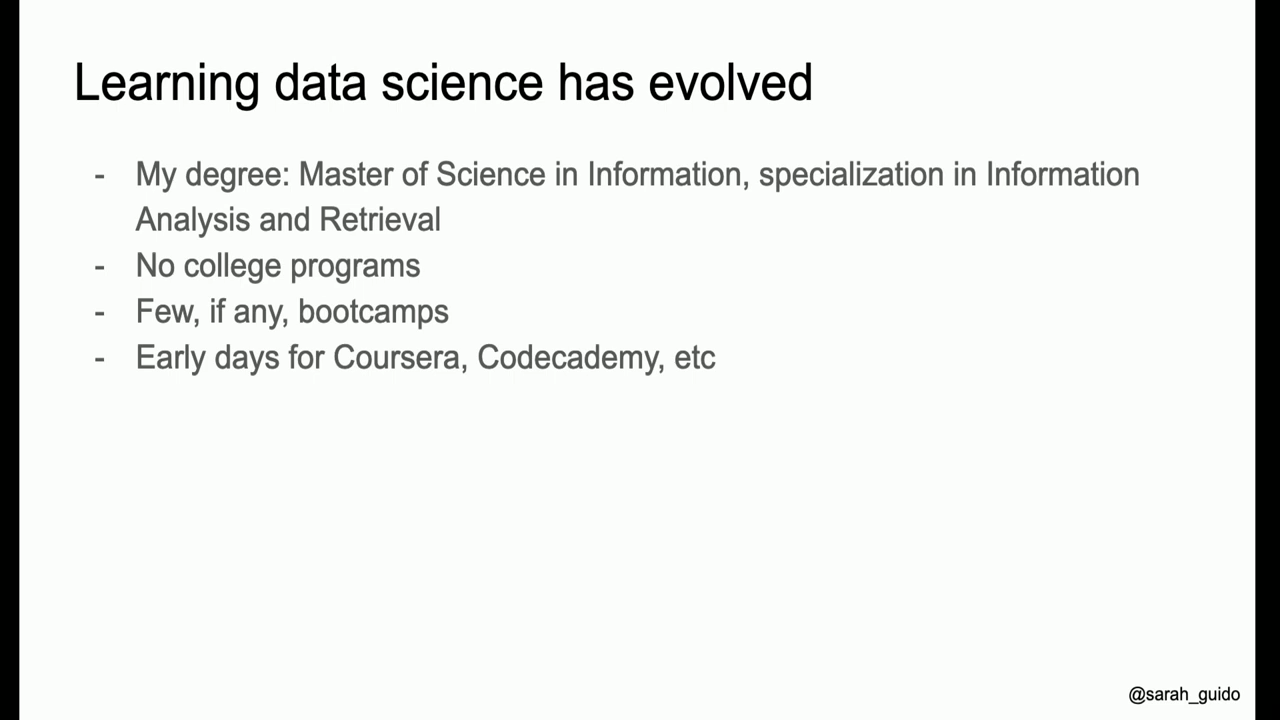 Learning data science has evolved
- My degree: Master of Science in Information, specialization in Information
Analysis and Retrieval
- No college programs
- Few, if any, bootcamps
- Early days for Coursera, Codecademy, etc
@sarah_guido